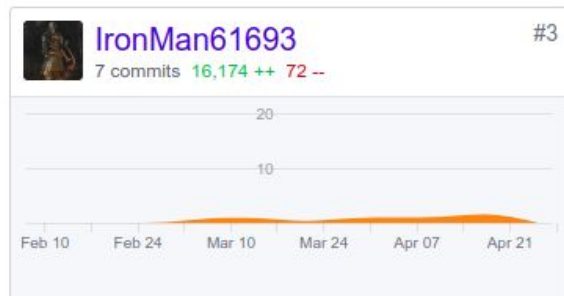 IronMan61693 #3
7 commits 16,174 ++ 72 --
20
10
Feb 10 Feb 24 Mar 10 Mar 24 Apr 07 Apr 21